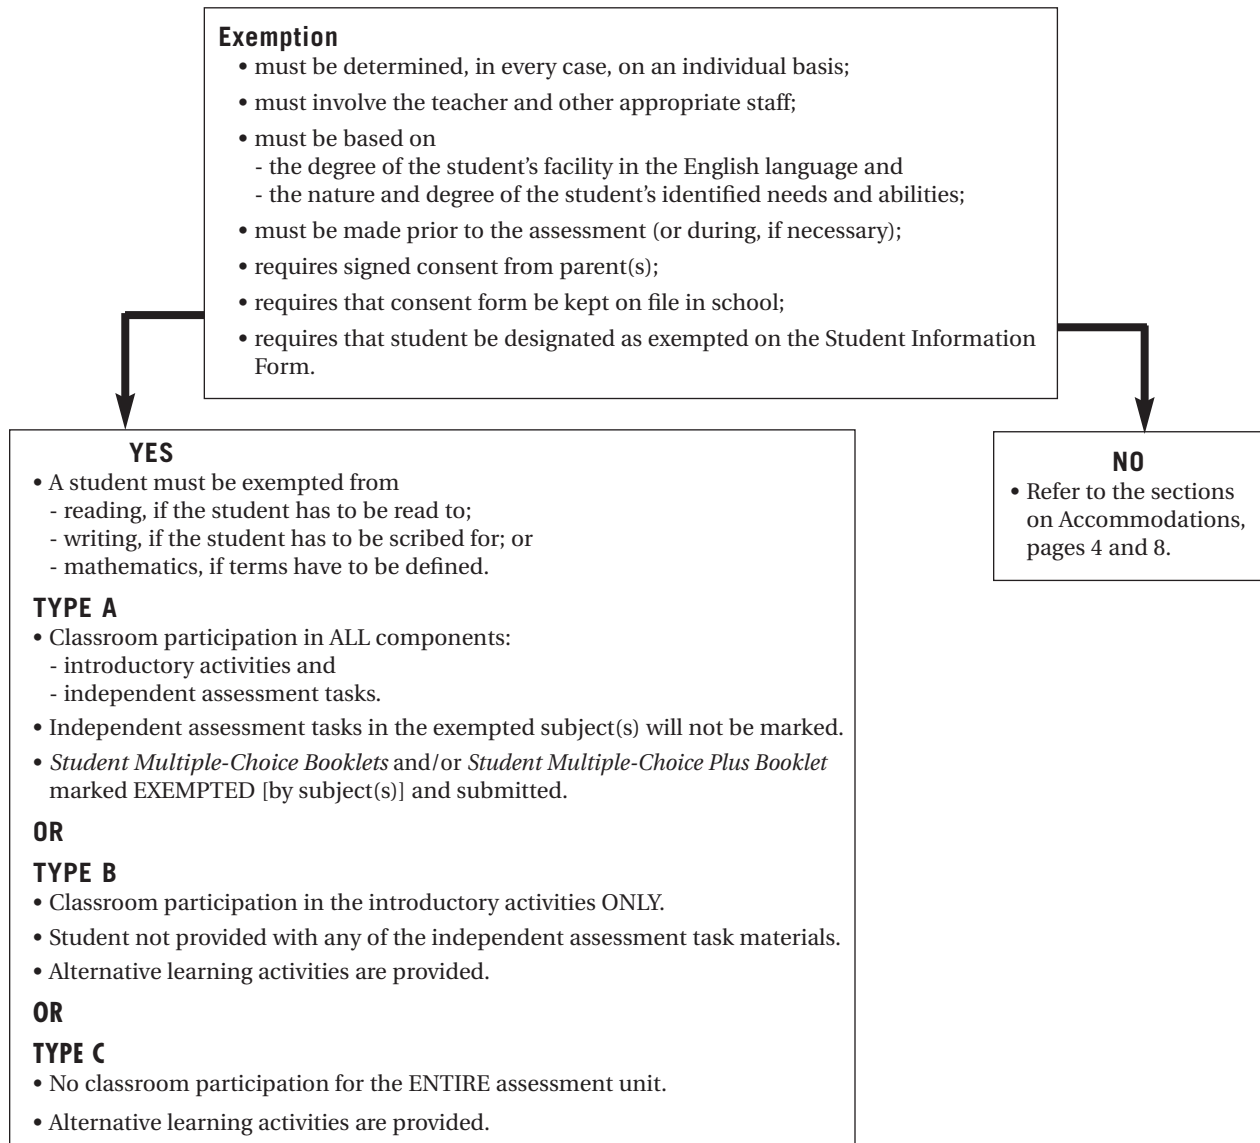 Exemption
• must be determined, in every case, on an individual basis;
• must involve the teacher and other appropriate staff;
• must be based on
- the degree of the student’s facility in the English language and
- the nature and degree of the student’s identified needs and abilities;
• must be made prior to the assessment (or during, if necessary);
• requires signed consent from parent(s);
• requires that consent form be kept on file in school;
• requires that student be designated as exempted on the Student Information
Form.
YES
• A student must be exempted from
- reading, if the student has to be read to;
- writing, if the student has to be scribed for; or
- mathematics, if terms have to be defined.
TYPE A
• Classroom participation in ALL components:
- introductory activities and
- independent assessment tasks.
• Independent assessment tasks in the exempted subject(s) will not be marked.
• Student Multiple-Choice Booklets and/or Student Multiple-Choice Plus Booklet
marked EXEMPTED [by subject(s)] and submitted.
OR
TYPE B
• Classroom participation in the introductory activities ONLY.
• Student not provided with any of the independent assessment task materials.
• Alternative learning activities are provided.
OR
TYPE C
• No classroom participation for the ENTIRE assessment unit.
• Alternative learning activities are provided.
NO
• Refer to the sections
on Accommodations,
pages 4 and 8.